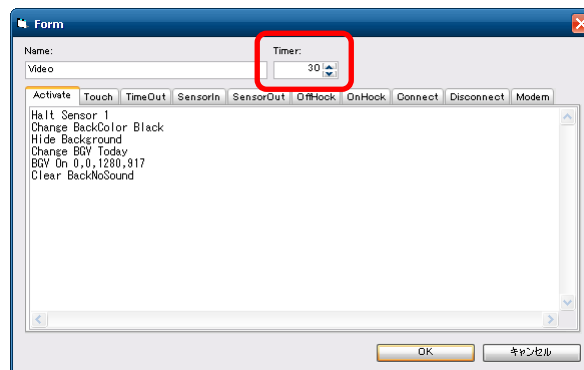 Form
Name:
Timer:
Video
30
Activate Touch TimeOut SensorIn SensorOut OffHock OnHock Connect Disconnect Modem
Halt Sensor 1
Change BackColor Black
Hide Background
Change BGV Today
BGV On 0,0,1280,917
Clear BackNoSound
OK
キャンセル